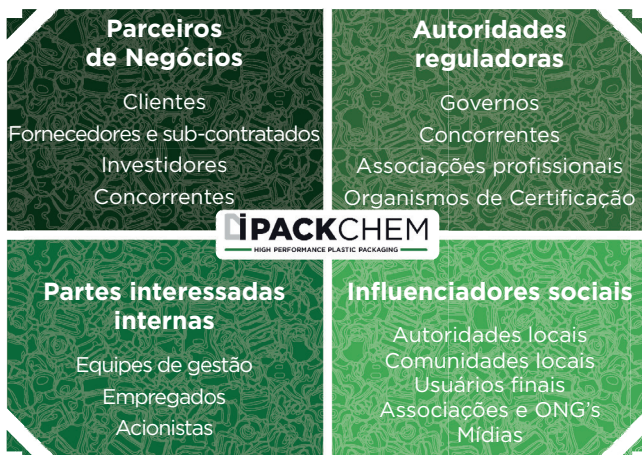 Parceiros
de Negócios
Clientes
Fornecedores e sub-contratados
Investidores
Concorrentes
Autoridades
reguladoras
Governos
Concorrentes
Associações profissionais
Organismos de Certificação
iPACKCHEM
HIGH PERFORMANCE PLASTIC PACKAGING
Partes interessadas
internas
Equipes de gestão
Empregados
Acionistas
Influenciadores sociais
Autoridades locais
Comunidades locais
Usuários finais
Associações e ONG's
Mídias